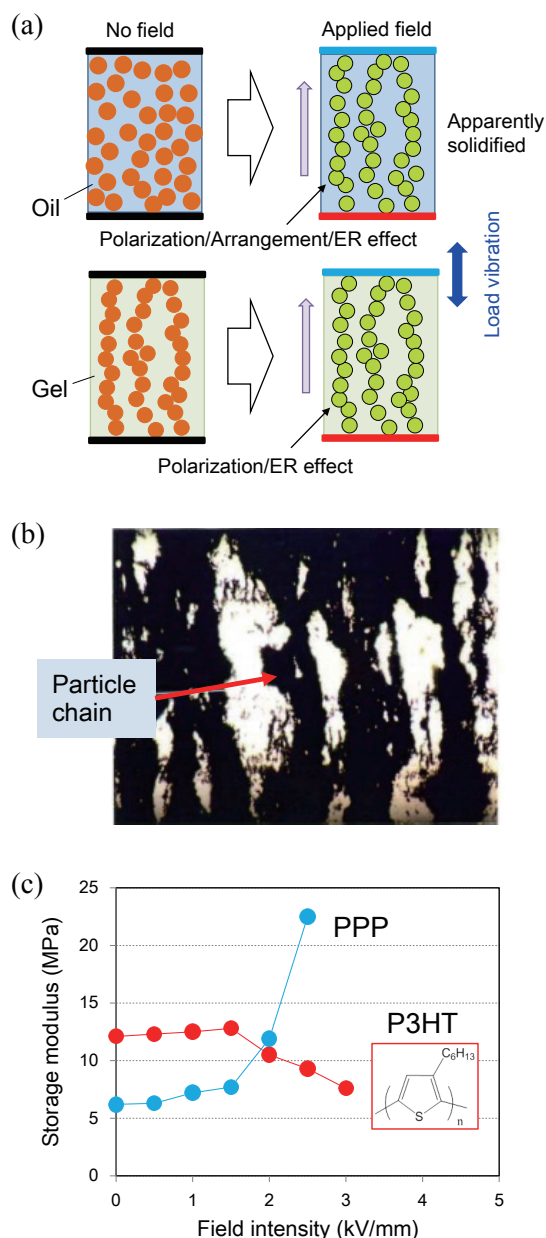 (a)
No field
Applied field
Apparently
solidified
Oil
Polarization/Arrangement/ER effect
Load vibration
Gel
Polarization/ER effect
(b)
Particle
chain
(c)
25
20
15
10
5
0
Storage modulus (MPa)
PPP
P3HT
C6H13
S
n
0
1
2
3
4
5
Field intensity (kV/mm)